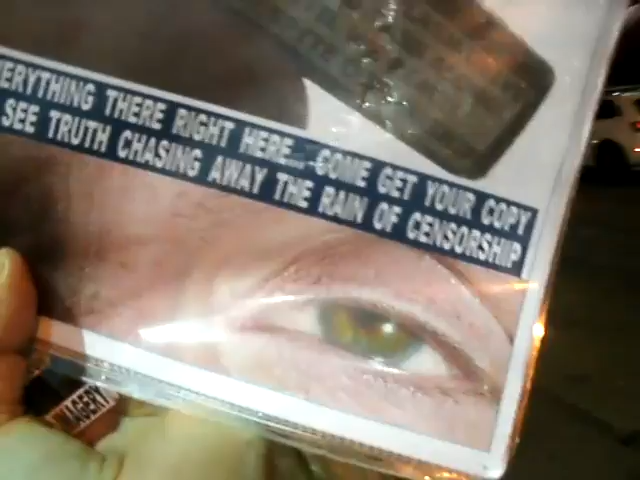 ERYTHING THERE RIGHT HERE... COME GET YOUR COPY
SEE TRUTH CHASING AWAY THE RAIN OF CENSORSHIP
MAGERY